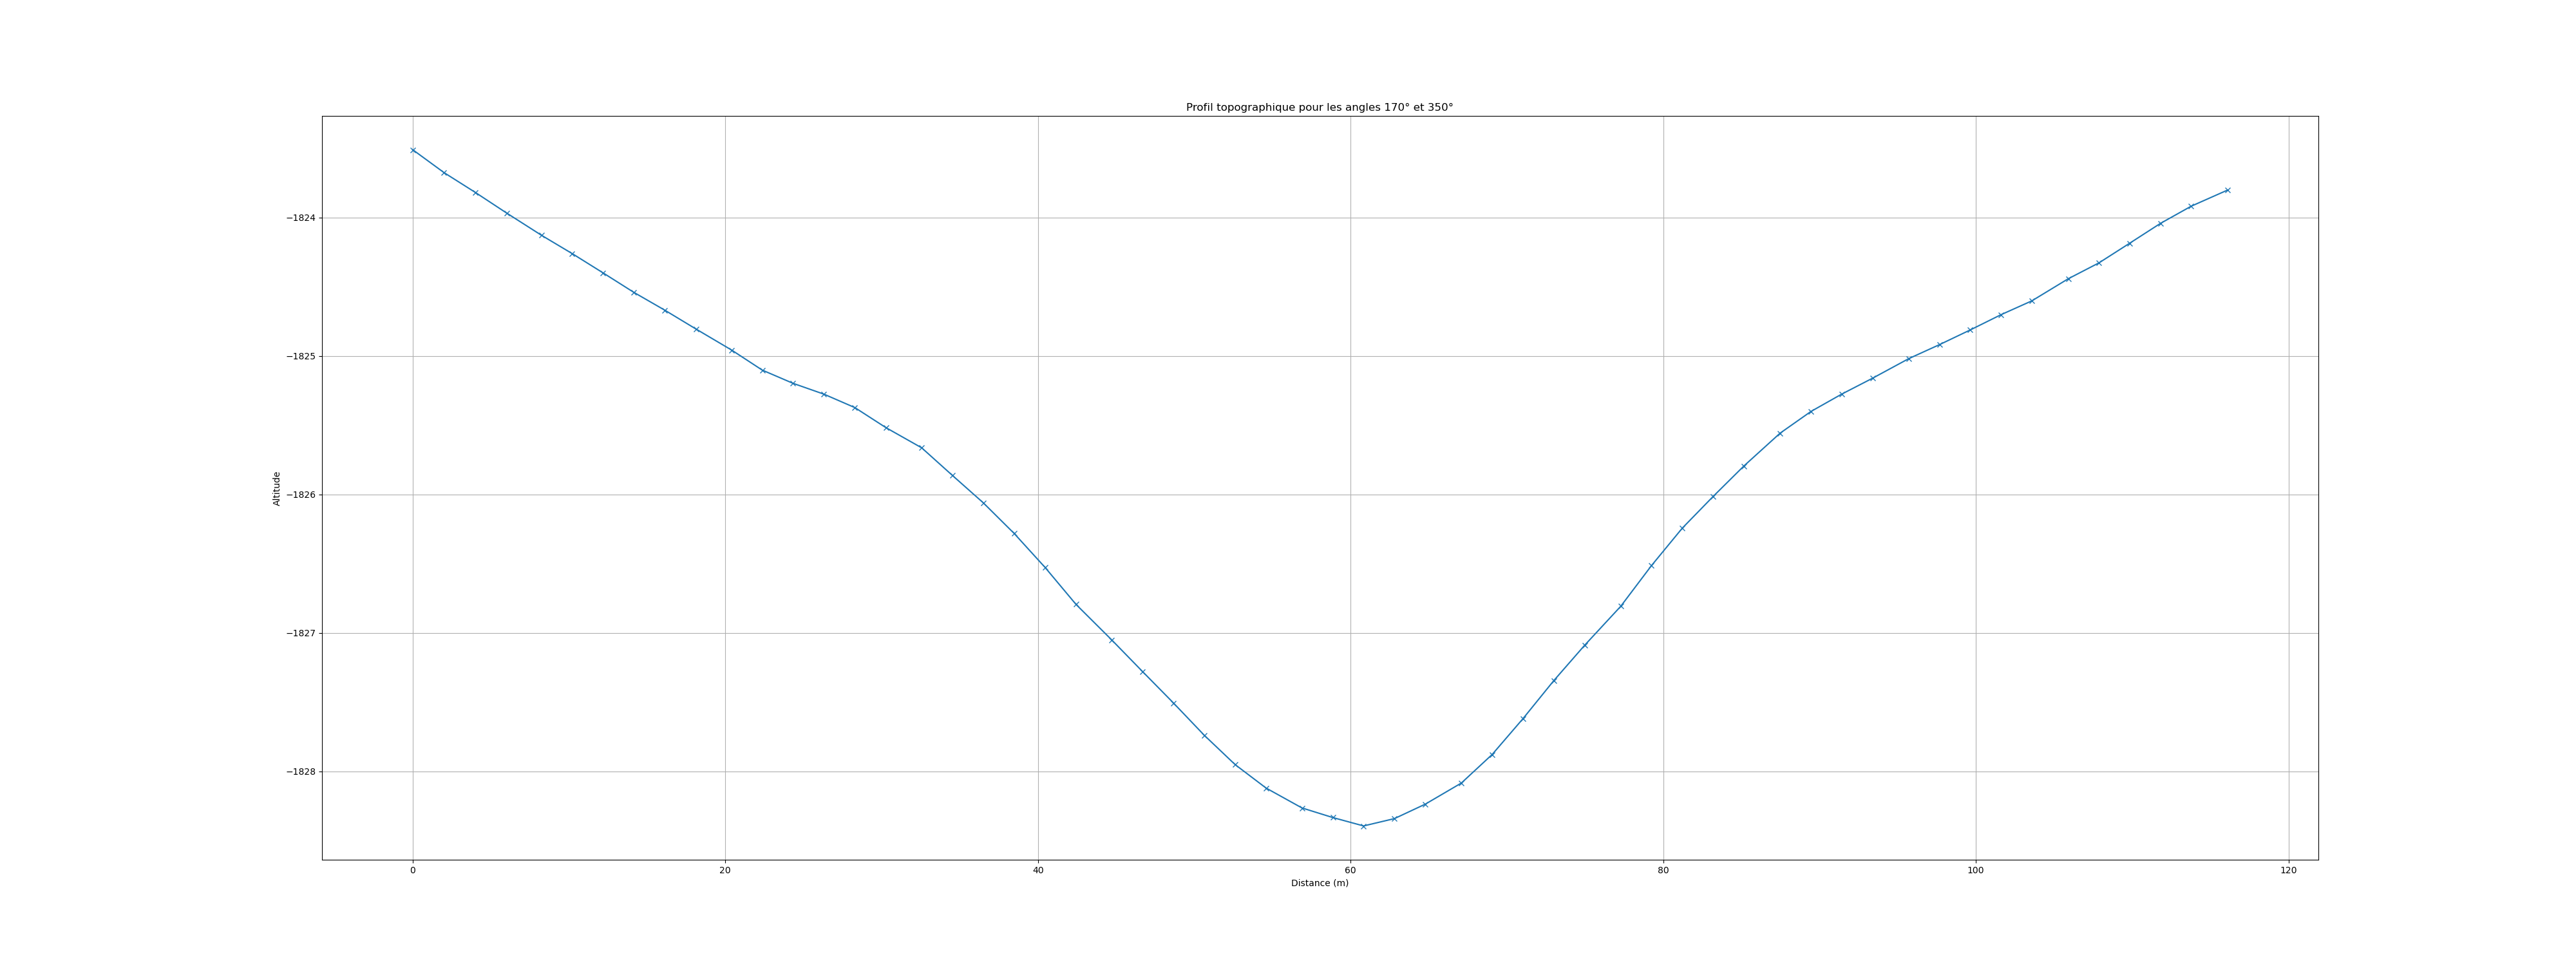 Profil topographique pour les angles 170° et 350°
Altitude
−1824
−1825
−1826
−1827
−1828
0 20 40 60 80 100 120
Distance (m)